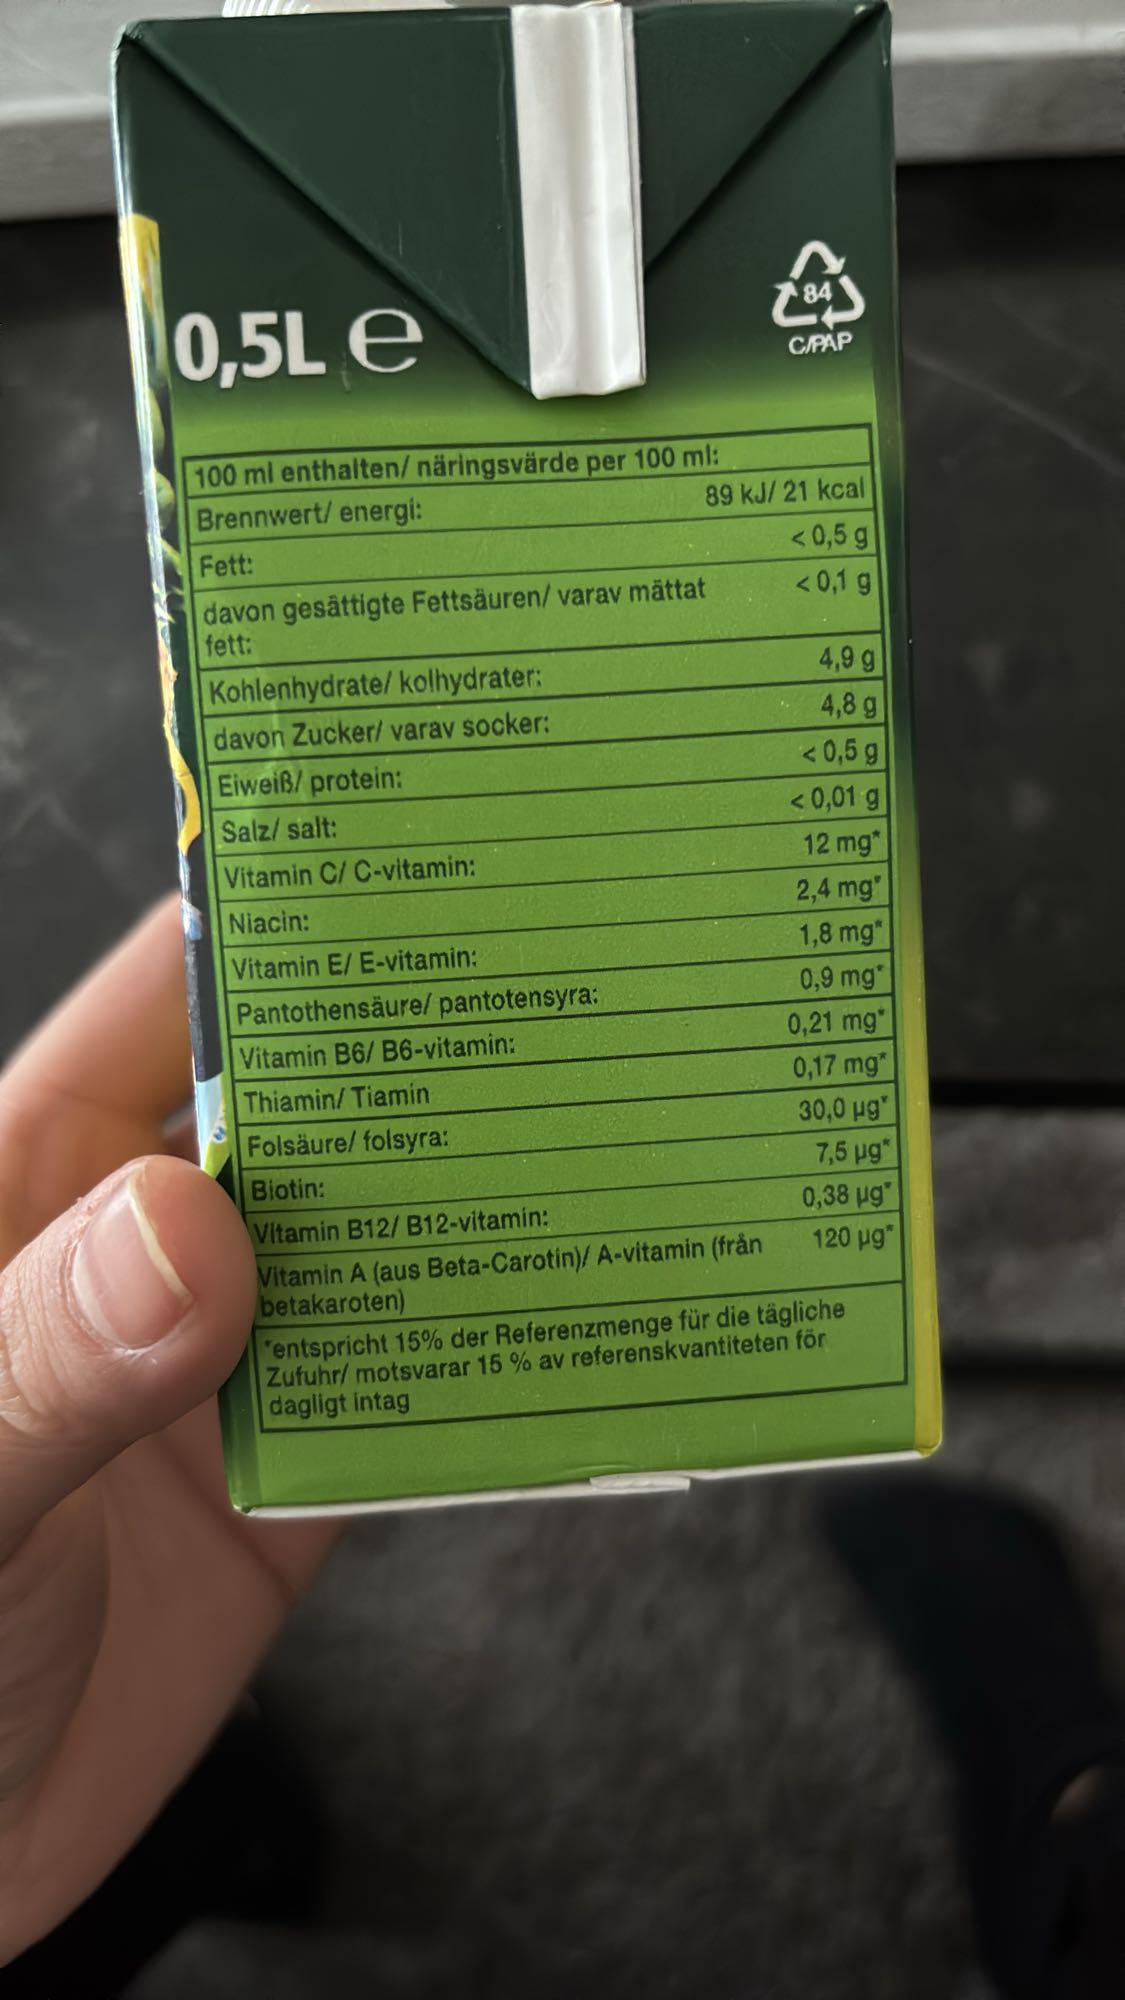 0,5L e
84
C/PAP
100 ml enthalten/ näringsvärde per 100 ml:
Brennwert/ energi: 89 kJ/ 21 kcal
Fett: < 0,5 g
davon gesättigte Fettsäuren/ varav mättat < 0,1 g
fett:
Kohlenhydrate/ kolhydrater: 4,9 g
davon Zucker/ varav socker: 4,8 g
Eiweiß/ protein: < 0,5 g
Salz/ salt: < 0,01 g
Vitamin C/ C-vitamin: 12 mg*
Niacin: 2,4 mg*
Vitamin E/ E-vitamin: 1,8 mg*
Pantothensäure/ pantotensyra: 0,9 mg*
Vitamin B6/ B6-vitamin: 0,21 mg*
Thiamin/ Tiamin 0,17 mg*
Folsäure/ folsyra: 30,0 µg*
Biotin: 7,5 µg*
Vitamin B12/ B12-vitamin: 0,38 µg*
Vitamin A (aus Beta-Carotin)/ A-vitamin (från 120 µg*
betakaroten)
*entspricht 15% der Referenzmenge für die tägliche
Zufuhr/ motsvarar 15 % av referenskvantiteten för
dagligt intag